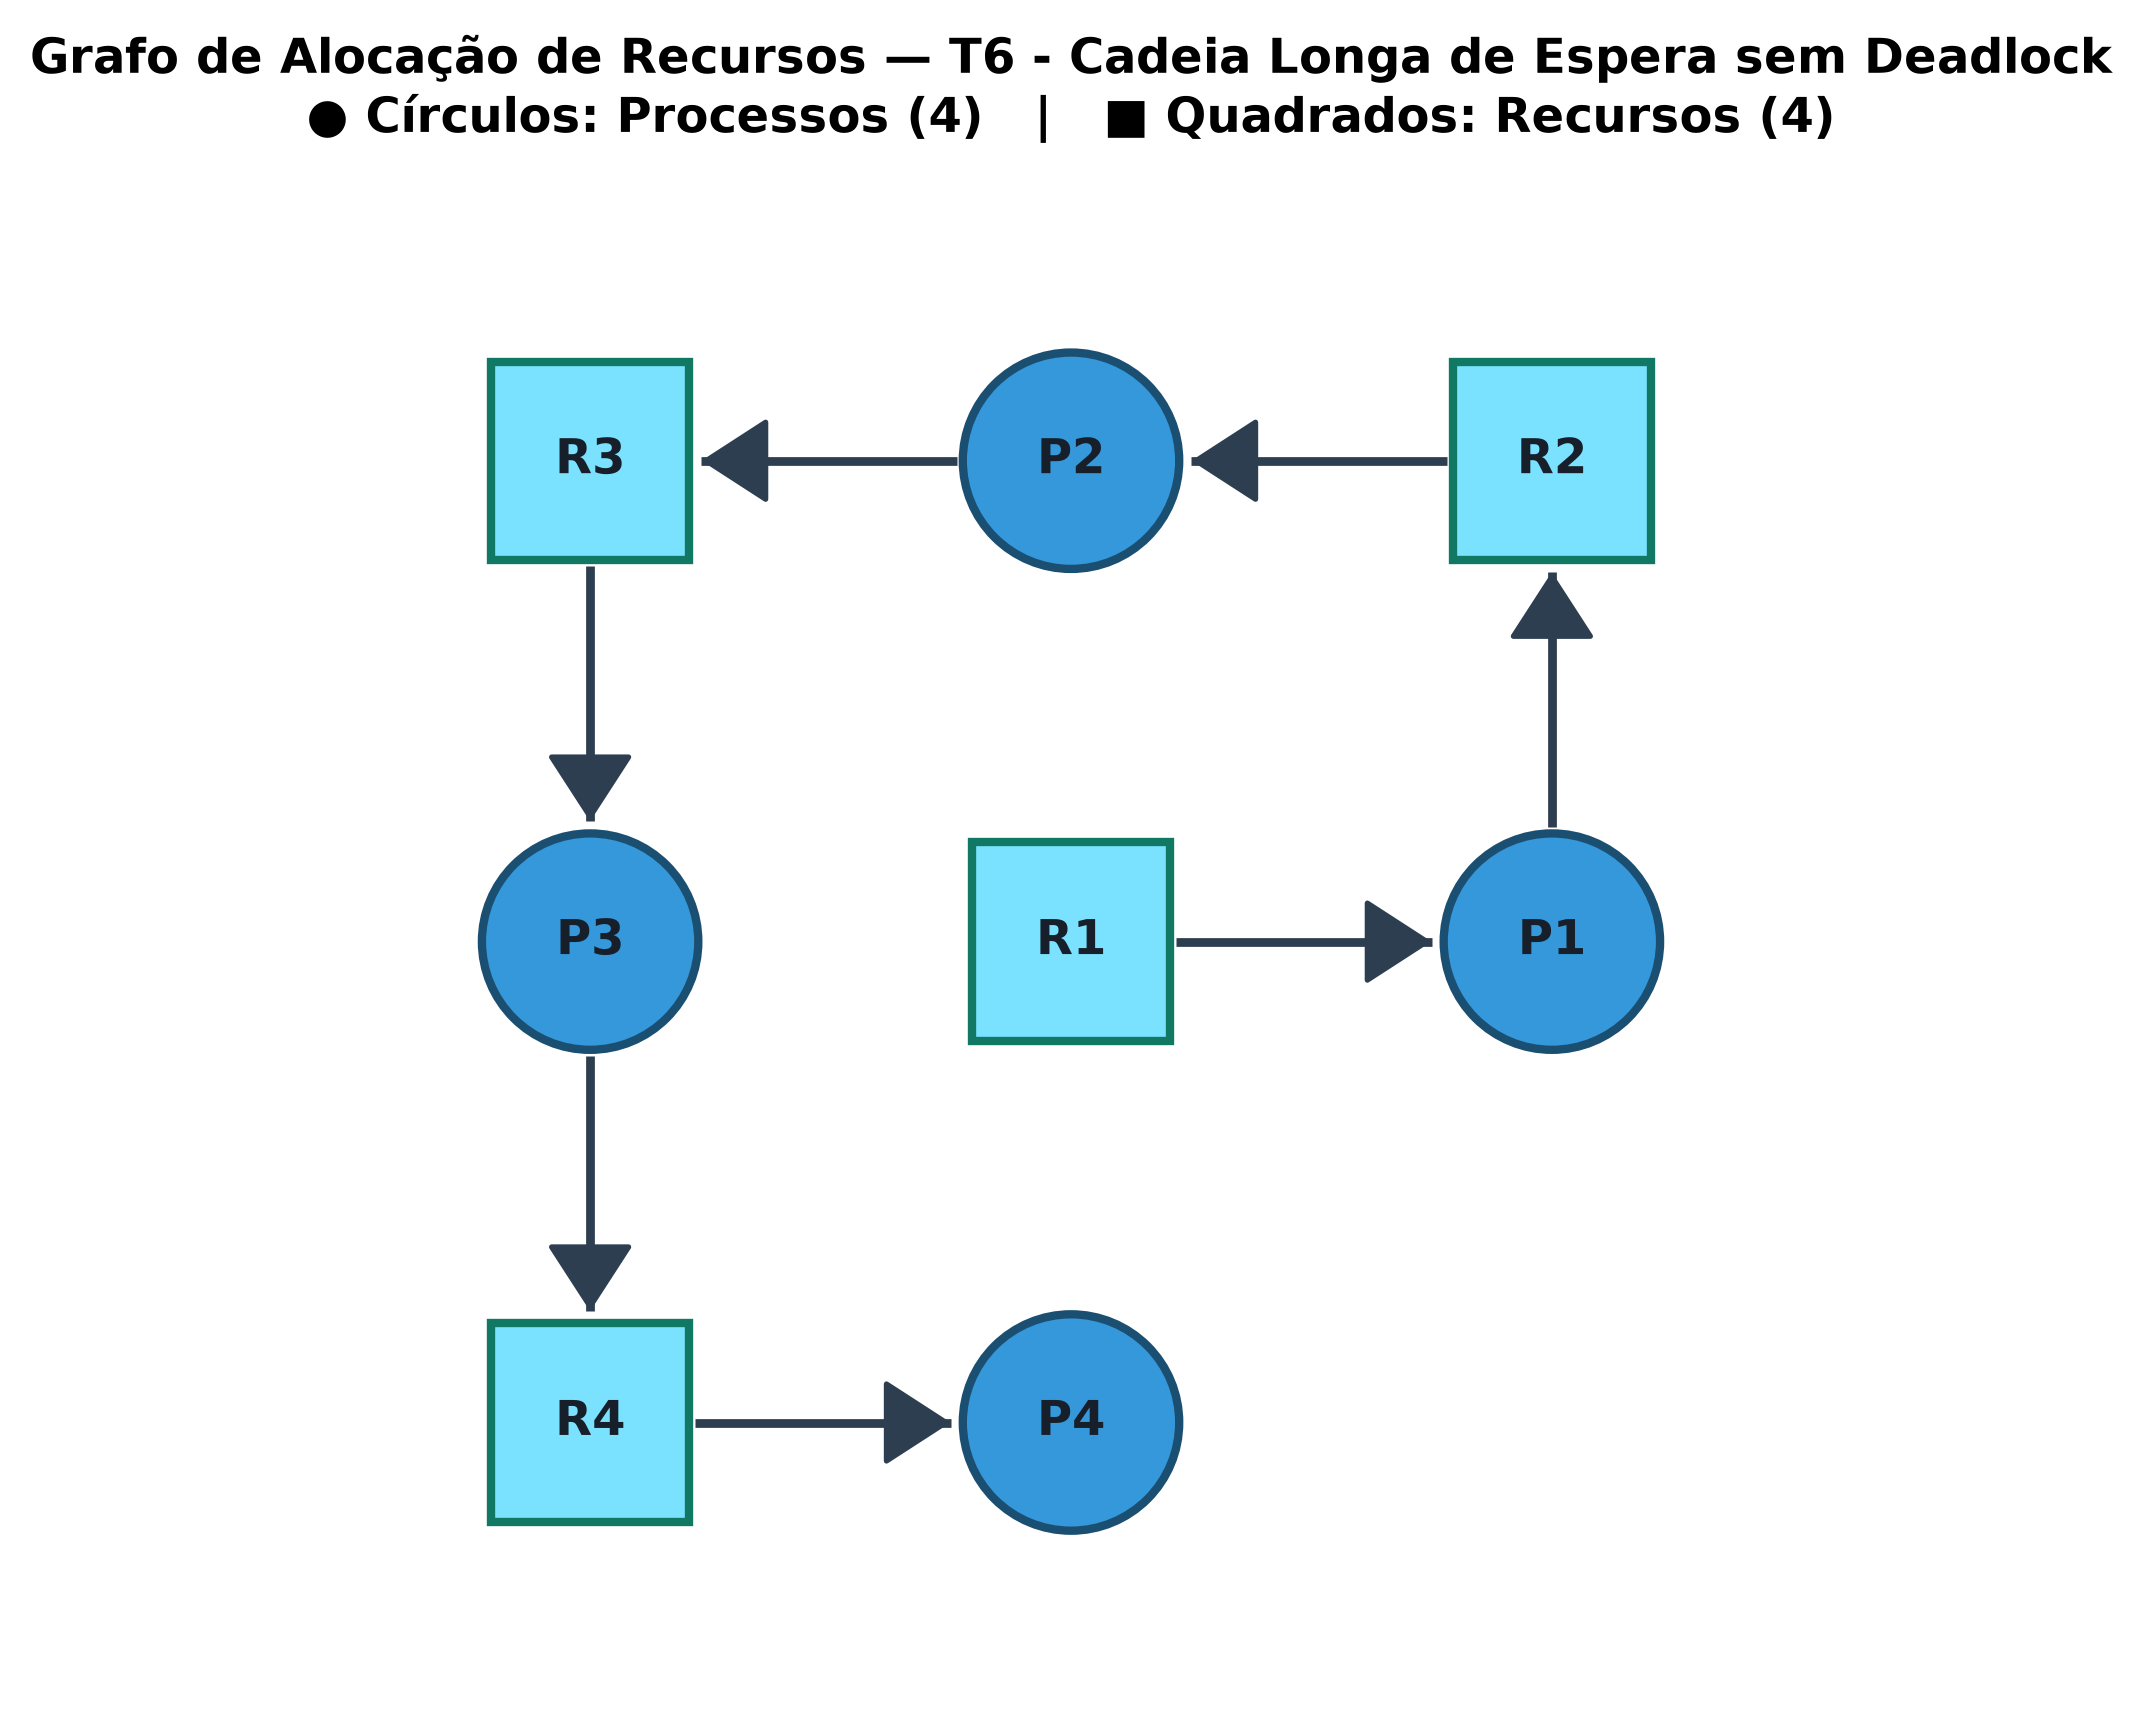 Grafo de Alocação de Recursos — T6 - Cadeia Longa de Espera sem Deadlock
● Círculos: Processos (4) | ■ Quadrados: Recursos (4)
R3
P2
R2
P3
R1
P1
R4
P4